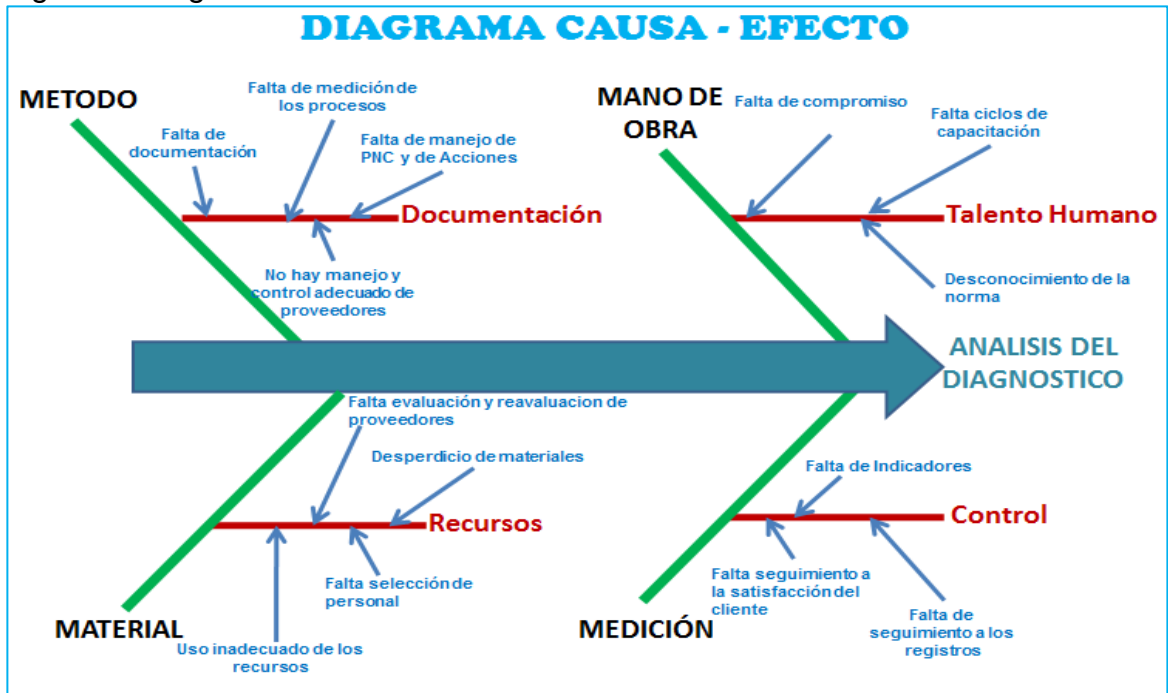 DIAGRAMA CAUSA - EFECTO
METODO
Falta de medición de
los procesos
Falta de
documentación
Falta de manejo de
PNC y de Acciones
Documentación
No hay manejo y
control adecuado de
proveedores
MANO DE
OBRA
Falta de compromiso
Falta ciclos de
capacitación
Talento Humano
Desconocimiento de la
norma
ANALISIS DEL
DIAGNOSTICO
Falta evaluación y reavaluacion de
proveedores
Desperdicio de materiales
Recursos
Falta selección de
personal
MATERIAL
Uso inadecuado de los
recursos
Falta de Indicadores
Control
Falta seguimiento a
la satisfacción del
cliente
Falta de
seguimiento a los
registros
MEDICIÓN